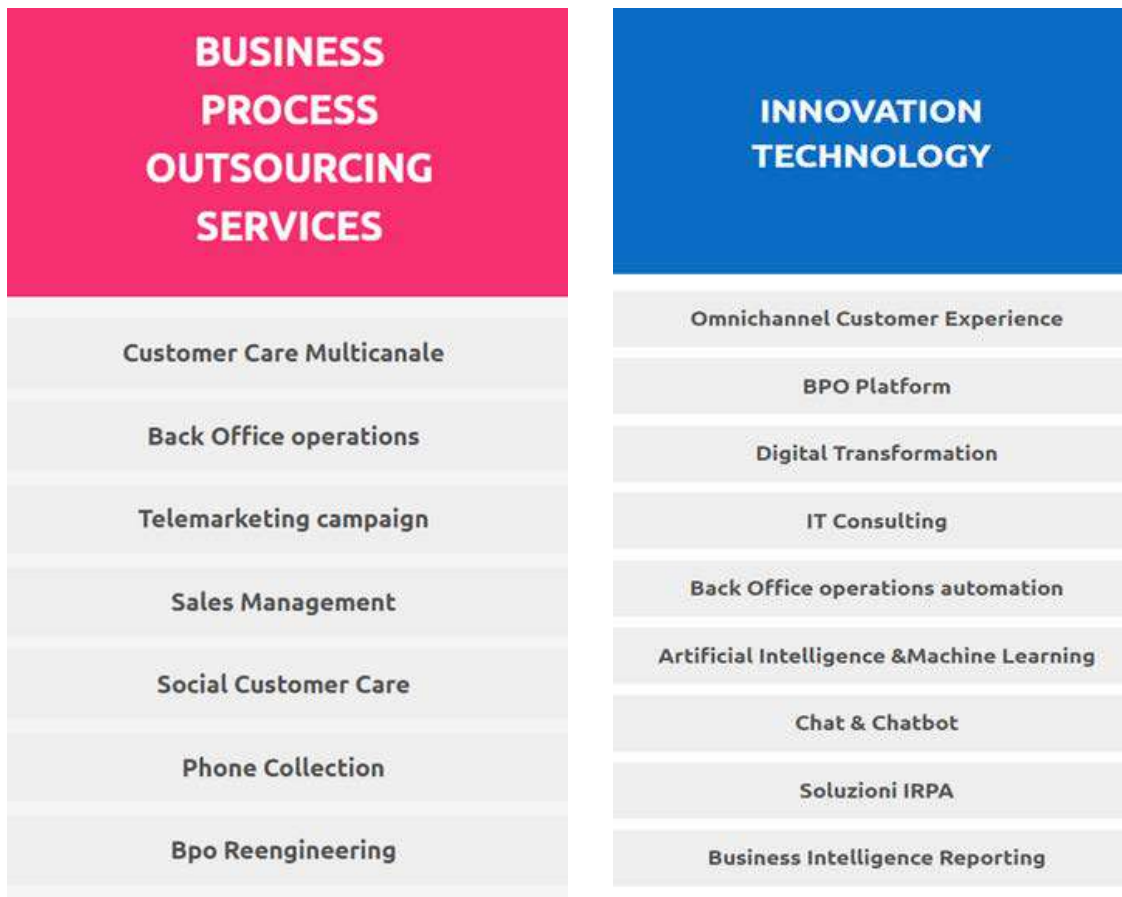 BUSINESS
PROCESS
OUTSOURCING
SERVICES
Customer Care Multicanale
Back Office operations
Telemarketing campaign
Sales Management
Social Customer Care
Phone Collection
Bpo Reengineering
INNOVATION
TECHNOLOGY
Omnichannel Customer Experience
BPO Platform
Digital Transformation
IT Consulting
Back Office operations automation
Artificial Intelligence &Machine Learning
Chat & Chatbot
Soluzioni IRPA
Business Intelligence Reporting